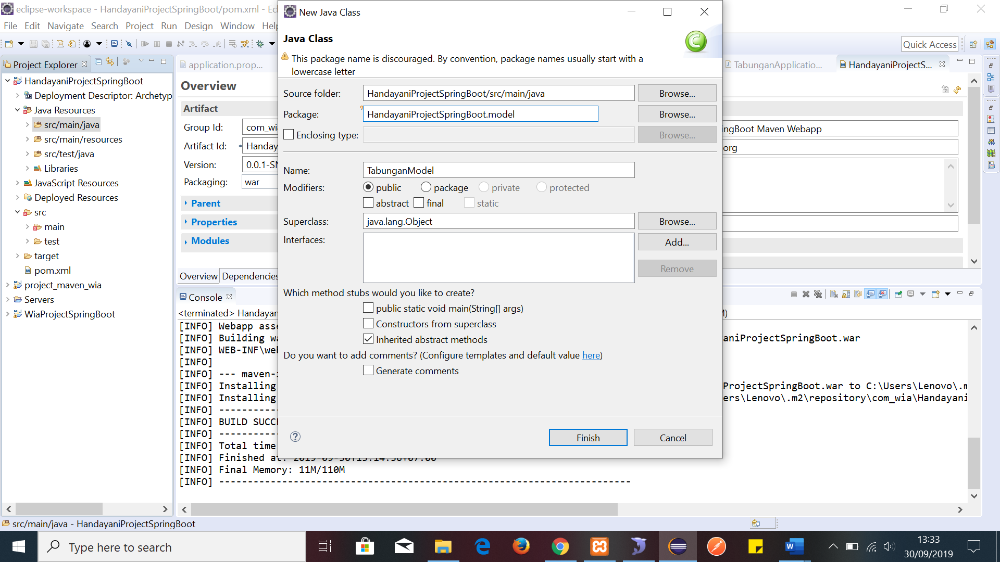 eclipse-workspace - HandayaniProjectSpringBoot/pom.xml - Ecl
File Edit Navigate Search Project Run Design Window Help
Quick Access
Project Explorer
HandayaniProjectSpringBoot
Deployment Descriptor: Archetyp
Java Resources
src/main/java
src/main/resources
src/test/java
Libraries
JavaScript Resources
Deployed Resources
src
main
test
target
pom.xml
project_maven_wia
Servers
WiaProjectSpringBoot
application.prop...
TabunganApplicatio...
HandayaniProjectS...
Overview
Artifact
Group Id: com_wi
Artifact Id: * Handay
Version: 0.0.1-SN
Packaging: war
Parent
Properties
Modules
Overview Dependencies
ngBoot Maven Webapp
org
New Java Class
Java Class
This package name is discouraged. By convention, package names usually start with a
lowercase letter
Source folder: HandayaniProjectSpringBoot/src/main/java Browse...
Package: HandayaniProjectSpringBoot.model Browse...
Enclosing type: Browse...
Name: TabunganModel
Modifiers: public package private protected
abstract final static
Superclass: java.lang.Object Browse...
Interfaces: Add...
Remove
Which method stubs would you like to create?
public static void main(String[] args)
Constructors from superclass
Inherited abstract methods
Do you want to add comments? (Configure templates and default value here)
Generate comments
Finish Cancel
Console
<terminated> Handayan
[INFO] Webapp asse
[INFO] Building wa aniProjectSpringBoot.war
[INFO] WEB-INF\web
[INFO]
[INFO] --- maven-i
[INFO] Installing ProjectSpringBoot.war to C:\Users\Lenovo\.m
[INFO] Installing ers\Lenovo\.m2\repository\com_wia\Handayani
[INFO] ------------
[INFO] BUILD SUCCE
[INFO] ------------
[INFO] Total time
[INFO] Finished at: 2019-09-30T13:14:36+07:00
[INFO] Final Memory: 11M/110M
[INFO] ------------------------------------------------------------------------
src/main/java - HandayaniProjectSpringBoot
Type here to search
13:33
30/09/2019